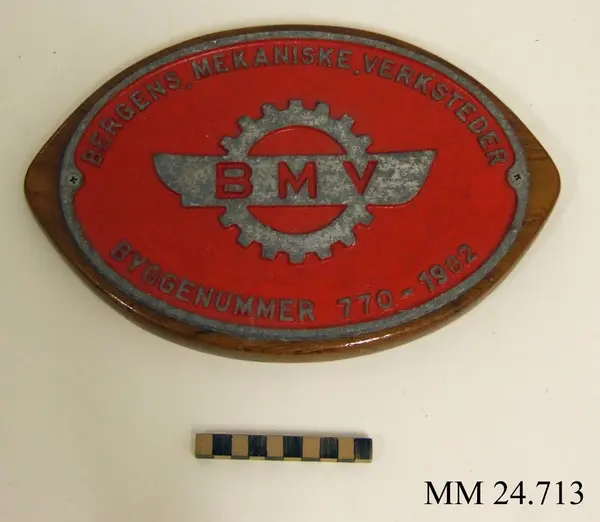 BERGENS. MEKANISKE. VERKSTEDER
BMV
BYGGENUMMER 770-1962
MM 24.713